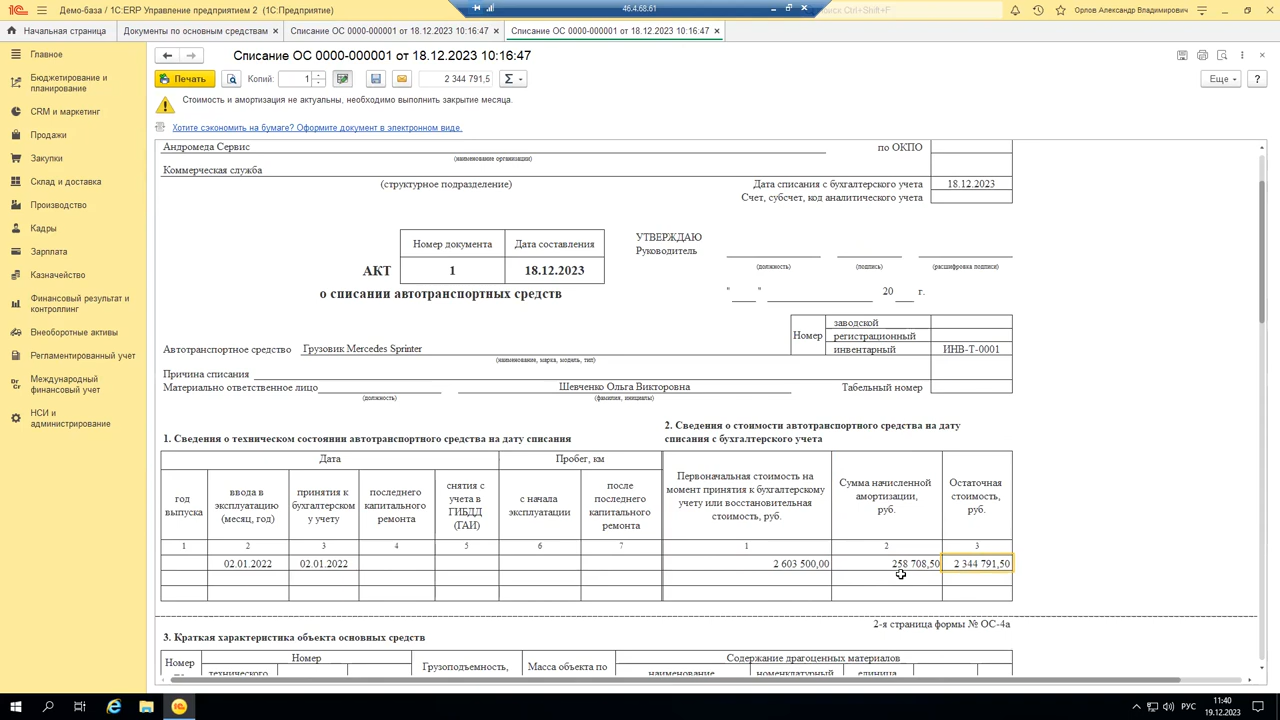 Демо-база / 1C:ERP Управление предприятием 2 (1С:Предприятие)
46.4.68.61
поиск Ctrl+Shift+F
Орлов Александр Владимирович
Начальная страница
Документы по основным средствам ×
Списание ОС 0000-000001 от 18.12.2023 10:16:47 ×
Списание ОС 0000-000001 от 18.12.2023 10:16:47 ×
Главное
Бюджетирование и
планирование
CRM и маркетинг
Продажи
Закупки
Склад и доставка
Производство
Кадры
Зарплата
Казначейство
Финансовый результат и
контроллинг
Внеоборотные активы
Регламентированный учет
Международный
финансовый учет
НСИ и
администрирование
Списание ОС 0000-000001 от 18.12.2023 10:16:47
Печать
Копий: 1
2 344 791,5
Σ
Еще
?
Стоимость и амортизация не актуальны, необходимо выполнить закрытие месяца.
Хотите сэкономить на бумаге? Оформите документ в электронном виде.
Андромеда Сервис
по ОКПО
(наименование организации)
Коммерческая служба
(структурное подразделение)
Дата списания с бухгалтерского учета 18.12.2023
Счет, субсчет, код аналитического учета
Номер документа
Дата составления
УТВЕРЖДАЮ
Руководитель
(должность)
(подпись)
(расшифровка подписи)
АКТ 1 18.12.2023
о списании автотранспортных средств
" " 20 г.
Номер
заводской
регистрационный
инвентарный ИНВ-Т-0001
Автотранспортное средство Грузовик Mercedes Sprinter
(наименование, марка, модель, тип)
Причина списания
Материально ответственное лицо Шевченко Ольга Викторовна Табельный номер
(должность)
(фамилия, инициалы)
1. Сведения о техническом состоянии автотранспортного средства на дату списания
2. Сведения о стоимости автотранспортного средства на дату
списания с бухгалтерского учета
Дата
Пробег, км
год
выпуска
ввода в
эксплуатацию
(месяц, год)
принятия к
бухгалтерском
у учету
последнего
капитального
ремонта
снятия с
учета в
ГИБДД
(ГАИ)
с начала
эксплуатации
после
последнего
капитального
ремонта
Первоначальная стоимость на
момент принятия к бухгалтерскому
учету или восстановительная
стоимость, руб.
Сумма начисленной
амортизации,
руб.
Остаточная
стоимость,
руб.
1 2 3 4 5 6 7 1 2 3
02.01.2022 02.01.2022 2 603 500,00 258 708,50 2 344 791,50
2-я страница формы № ОС-4а
3. Краткая характеристика объекта основных средств
Номер
Номер
технического
Грузоподъемность,
Масса объекта по
Содержание драгоценных материалов
наименование
номенклатурный
единица
РУС
11:40
19.12.2023